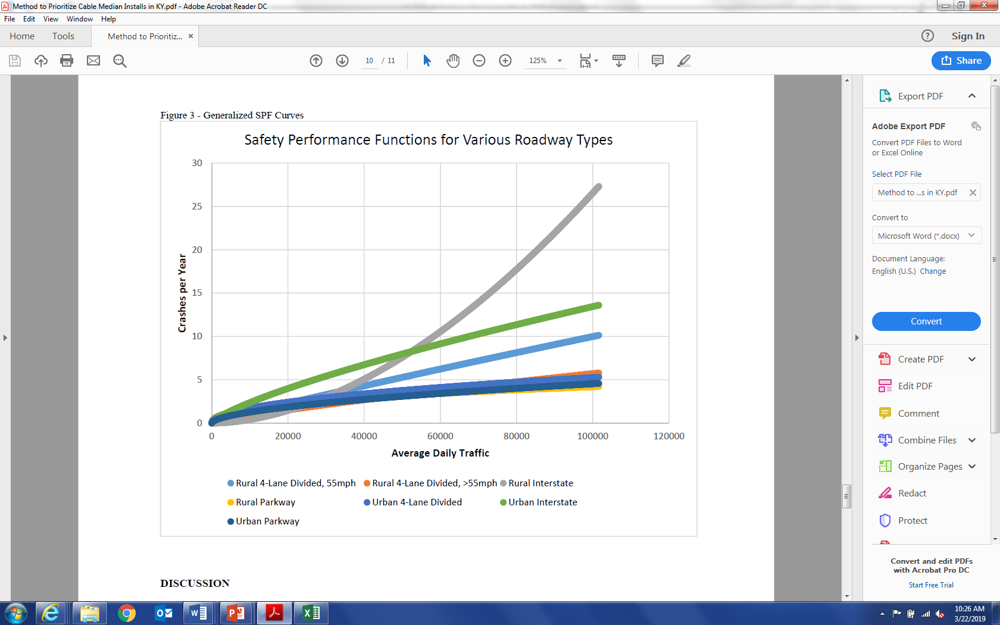 Method to Prioritize Cable Median Installs in KY.pdf - Adobe Acrobat Reader DC
File Edit View Window Help
Home Tools Method to Prioritiz... × ? Sign In
10 / 11 125% Share
Export PDF
Adobe Export PDF
Convert PDF Files to Word
or Excel Online
Select PDF File
Method to ...s in KY.pdf
Convert to
Microsoft Word (*.docx)
Document Language:
English (U.S.) Change
Convert
Create PDF
Edit PDF
Comment
Combine Files
Organize Pages
Redact
Protect
Convert and edit PDFs
with Acrobat Pro DC
Start Free Trial
Figure 3 - Generalized SPF Curves
Safety Performance Functions for Various Roadway Types
30
25
20
15
10
5
0
Crashes per Year
0 20000 40000 60000 80000 100000 120000
Average Daily Traffic
Rural 4-Lane Divided, 55mph Rural 4-Lane Divided, >55mph Rural Interstate
Rural Parkway Urban 4-Lane Divided Urban Interstate
Urban Parkway
DISCUSSION
10:26 AM
3/22/2019